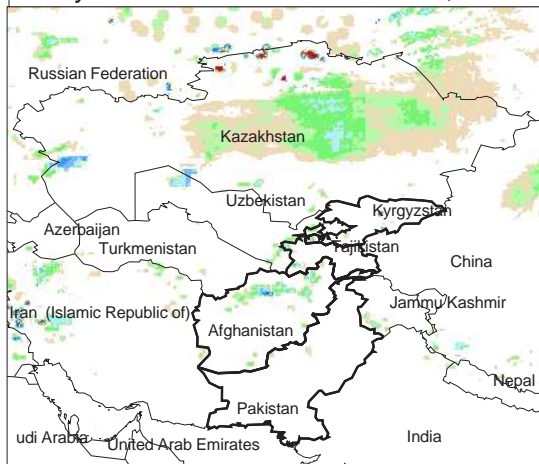 Russian Federation
Kazakhstan
Uzbekistan
Kyrgyzstan
Azerbaijan
Turkmenistan
Tajikistan
China
Iran (Islamic Republic of)
Jammu Kashmir
Afghanistan
Nepal
Pakistan
udi Arabia
United Arab Emirates
India